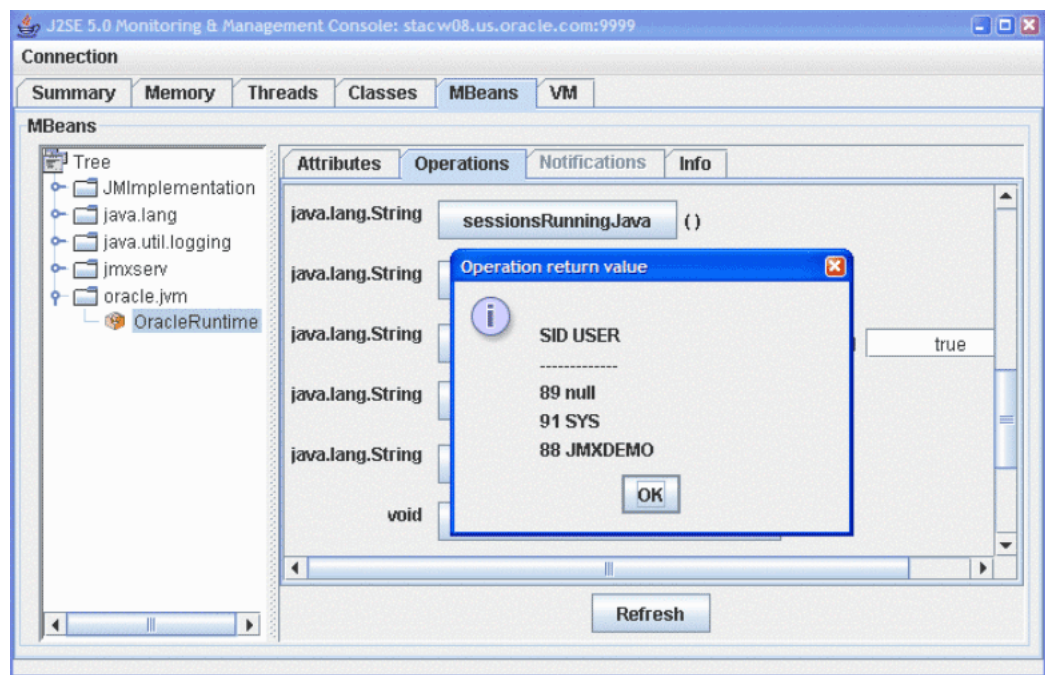 J2SE 5.0 Monitoring & Management Console: stacw08.us.oracle.com:9999
Connection
Summary Memory Threads Classes MBeans VM
MBeans
Tree
JMImplementation
java.lang
java.util.logging
jmxserv
oracle.jvm
OracleRuntime
Attributes Operations Notifications Info
java.lang.String sessionsRunningJava ()
java.lang.String
java.lang.String true
java.lang.String
java.lang.String
void
Operation return value
SID USER
-------------
89 null
91 SYS
88 JMXDEMO
OK
Refresh